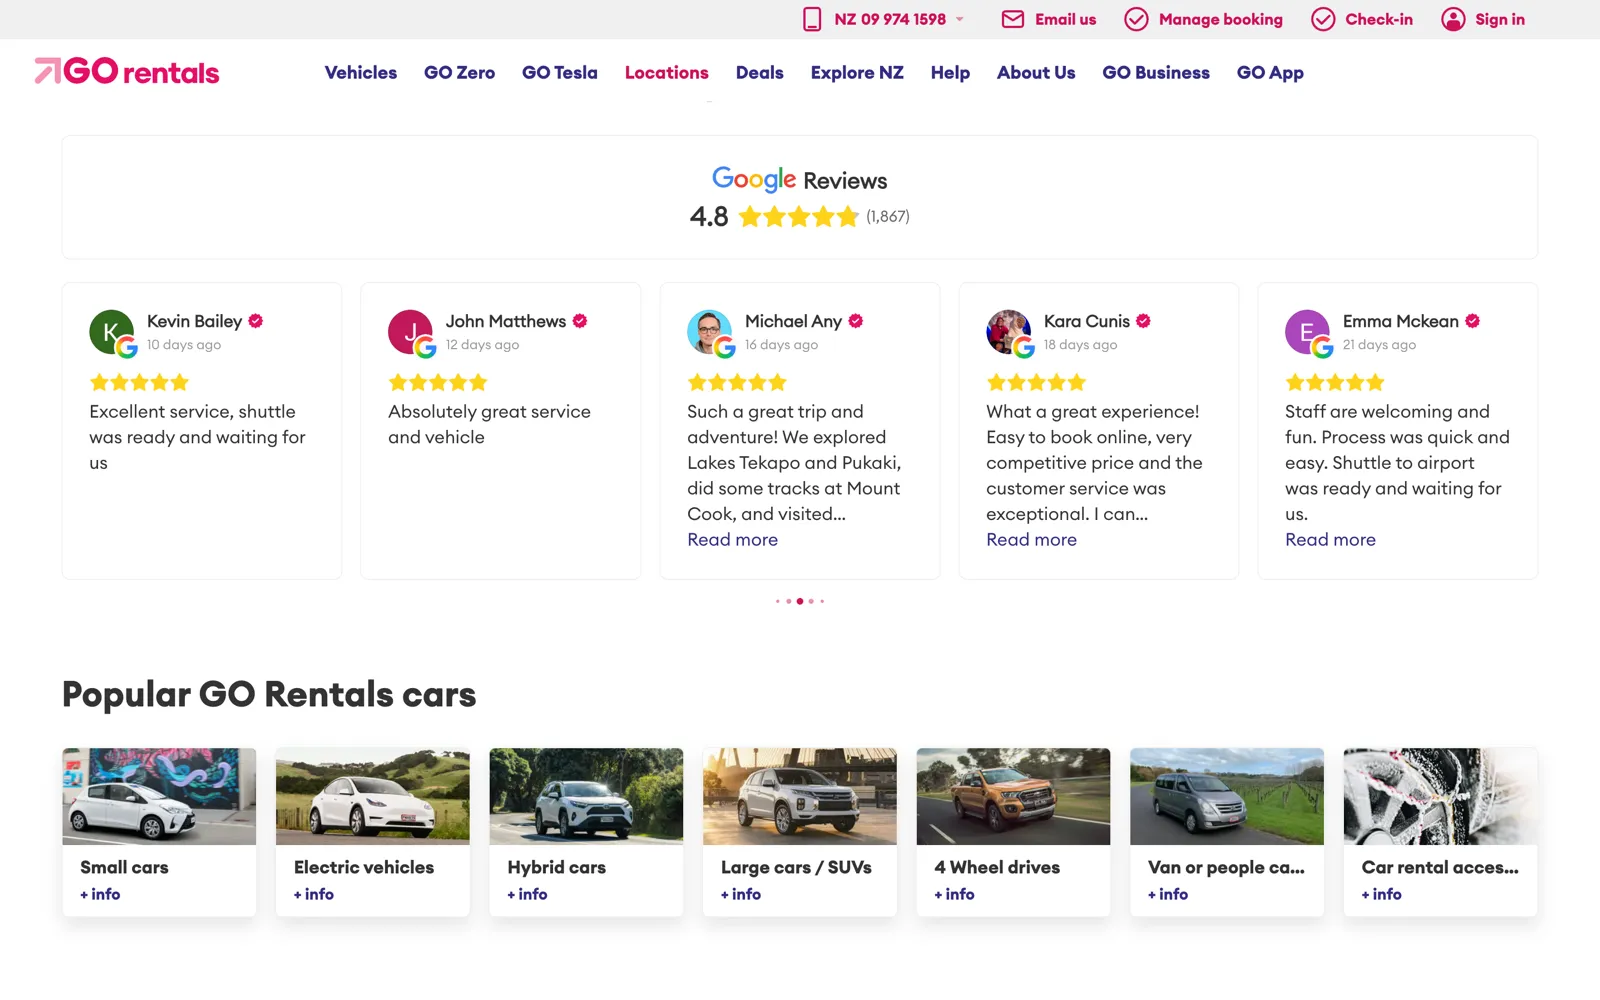 NZ 09 974 1598
Email us
Manage booking
Check-in
Sign in
GO rentals
Vehicles
GO Zero
GO Tesla
Locations
Deals
Explore NZ
Help
About Us
GO Business
GO App
Google Reviews
4.8 (1,867)
K
Kevin Bailey
10 days ago
Excellent service, shuttle
was ready and waiting for
us
J
John Matthews
12 days ago
Absolutely great service
and vehicle
Michael Any
16 days ago
Such a great trip and
adventure! We explored
Lakes Tekapo and Pukaki,
did some tracks at Mount
Cook, and visited...
Read more
Kara Cunis
18 days ago
What a great experience!
Easy to book online, very
competitive price and the
customer service was
exceptional. I can...
Read more
E
Emma Mckean
21 days ago
Staff are welcoming and
fun. Process was quick and
easy. Shuttle to airport
was ready and waiting for
us.
Read more
Popular GO Rentals cars
Small cars
+ info
Electric vehicles
+ info
Hybrid cars
+ info
Large cars / SUVs
+ info
4 Wheel drives
+ info
Van or people ca...
+ info
Car rental acces...
+ info